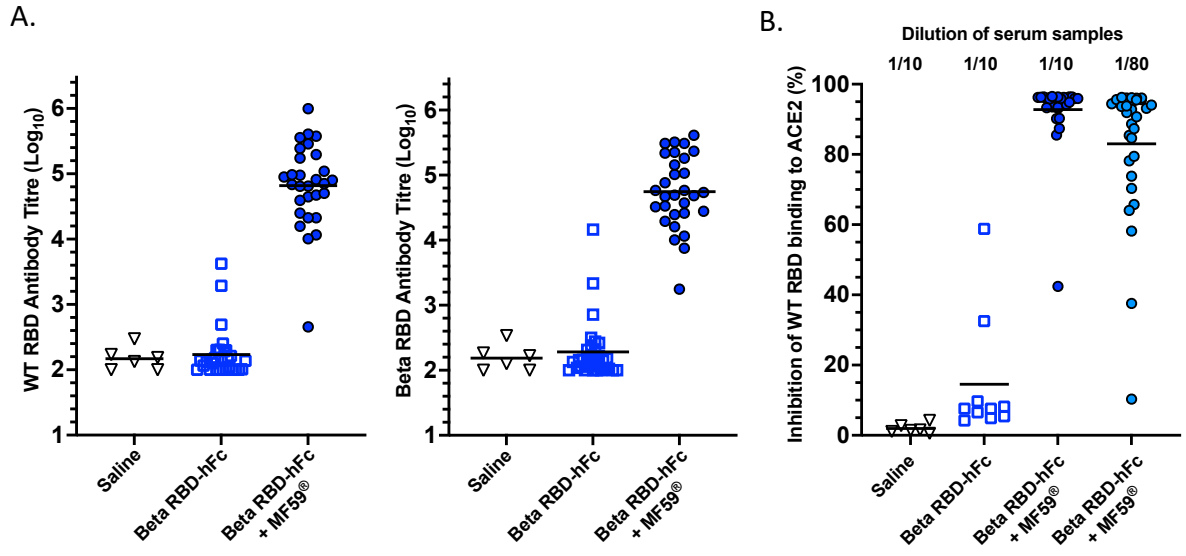 A.
WT RBD Antibody Titre (Log10)
6
5
4
3
2
1
Saline
Beta RBD-hFc
Beta RBD-hFc
+ MF59®
Beta RBD Antibody Titre (Log10)
6
5
4
3
2
1
Saline
Beta RBD-hFc
Beta RBD-hFc
+ MF59®
B.
Dilution of serum samples
1/10 1/10 1/10 1/80
Inhibition of WT RBD binding to ACE2 (%)
100
80
60
40
20
0
Saline
Beta RBD-hFc
Beta RBD-hFc
+ MF59®
Beta RBD-hFc
+ MF59®